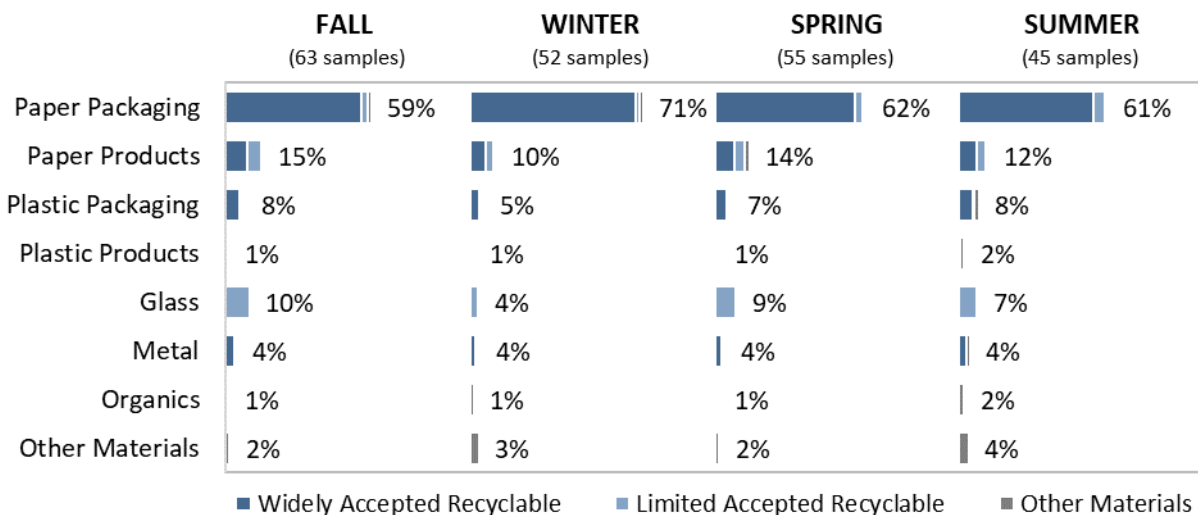 FALL WINTER SPRING SUMMER
(63 samples) (52 samples) (55 samples) (45 samples)
Paper Packaging 59% 71% 62% 61%
Paper Products 15% 10% 14% 12%
Plastic Packaging 8% 5% 7% 8%
Plastic Products 1% 1% 1% 2%
Glass 10% 4% 9% 7%
Metal 4% 4% 4% 4%
Organics 1% 1% 1% 2%
Other Materials 2% 3% 2% 4%
Widely Accepted Recyclable Limited Accepted Recyclable Other Materials